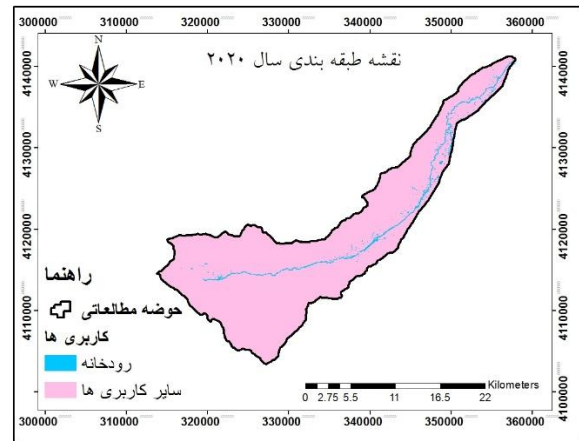 300000 310000 320000 330000 340000 350000 360000
نقشه طبقه بندی سال ۲۰۲۰
N
W E
S
4140000 4140000
4130000 4130000
4120000 4120000
4110000 4110000
4100000 4100000
راهنما
حوضه مطالعاتی
کاربری ها
رودخانه
سایر کاربری ها
Kilometers
0 2.75 5.5 11 16.5 22
300000 310000 320000 330000 340000 350000 360000